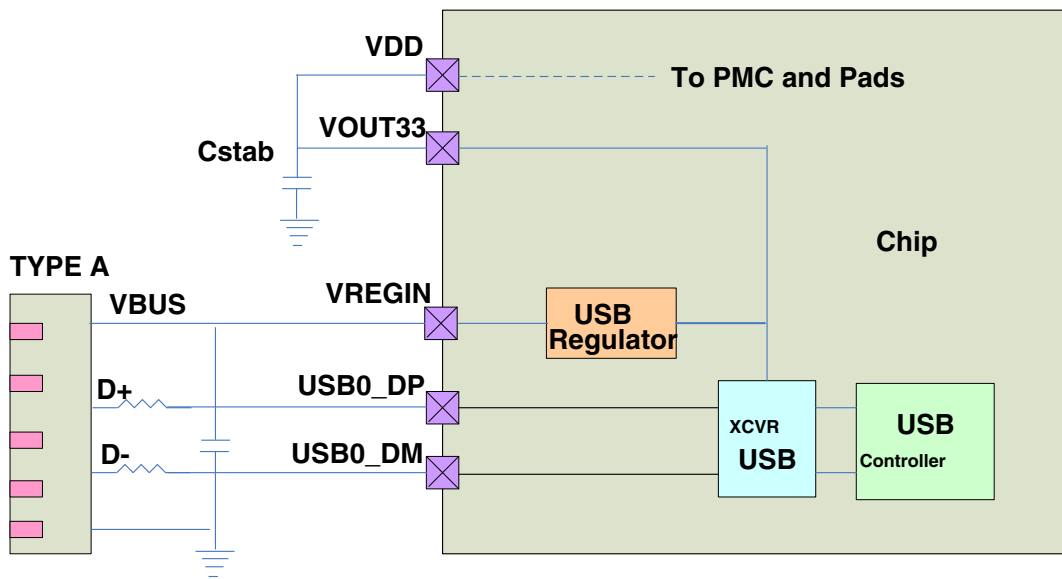 VDD
To PMC and Pads
VOUT33
Cstab
Chip
TYPE A
VBUS
VREGIN
USB
Regulator
D+
USB0_DP
D-
USB0_DM
XCVR
USB
USB
Controller